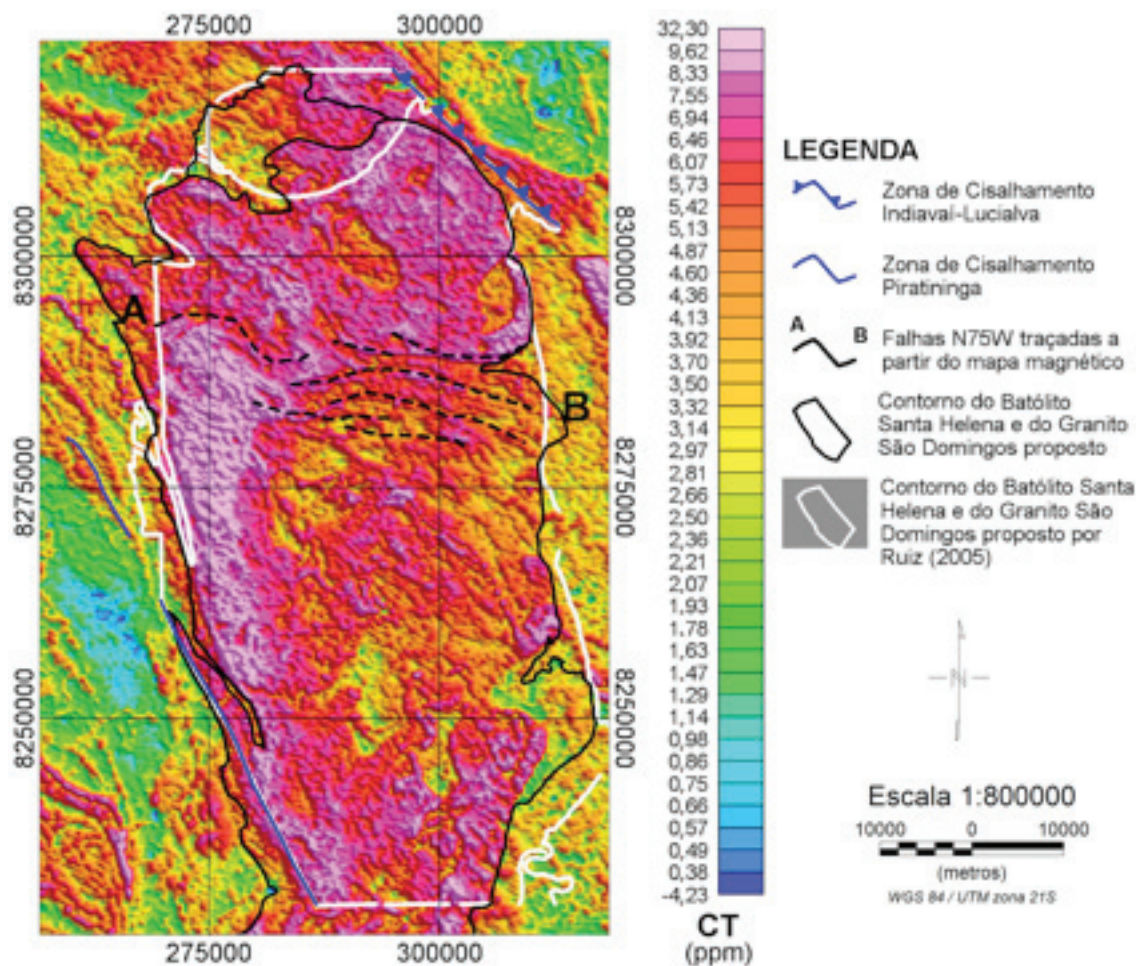 275000 300000
8300000
8275000
8250000
A
B
8300000
8275000
8250000
275000 300000
32,30
9,62
8,33
7,55
6,94
6,46
6,07
5,73
5,42
5,13
4,87
4,60
4,36
4,13
3,92
3,70
3,50
3,32
3,14
2,97
2,81
2,66
2,50
2,36
2,21
2,07
1,93
1,78
1,63
1,47
1,29
1,14
0,98
0,86
0,75
0,66
0,57
0,49
0,38
-4,23
CT
(ppm)
LEGENDA
Zona de Cisalhamento
Indiavaí-Lucialva
Zona de Cisalhamento
Piratininga
A B
Falhas N75W traçadas a
partir do mapa magnético
Contorno do Batólito
Santa Helena e do Granito
São Domingos proposto
Contorno do Batólito Santa
Helena e do Granito São
Domingos proposto por
Ruiz (2005)
N
Escala 1:800000
10000 0 10000
(metros)
WGS 84 / UTM zona 21S